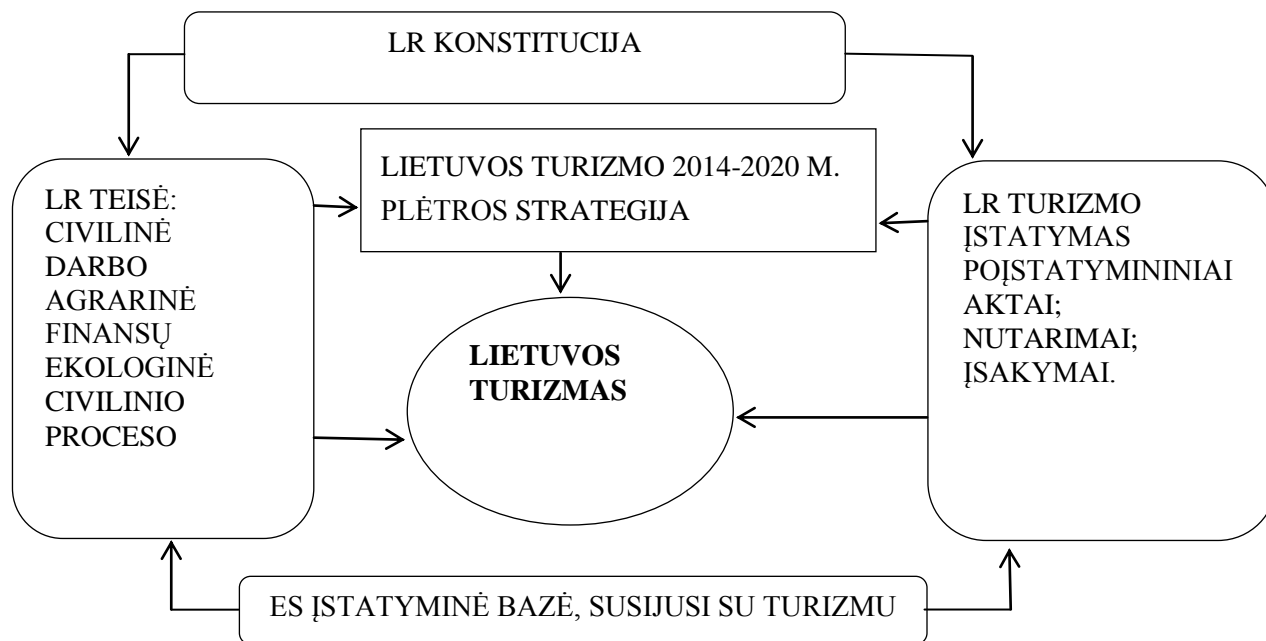 LR KONSTITUCIJA
LIETUVOS TURIZMO 2014-2020 M.
PLĖTROS STRATEGIJA
LR TEISĖ:
CIVILINĖ
DARBO
AGRARINĖ
FINANSŲ
EKOLOGINĖ
CIVILINIO
PROCESO
LIETUVOS
TURIZMAS
LR TURIZMO
ĮSTATYMAS
POĮSTATYMININIAI
AKTAI;
NUTARIMAI;
ĮSAKYMAI.
ES ĮSTATYMINĖ BAZĖ, SUSIJUSI SU TURIZMU